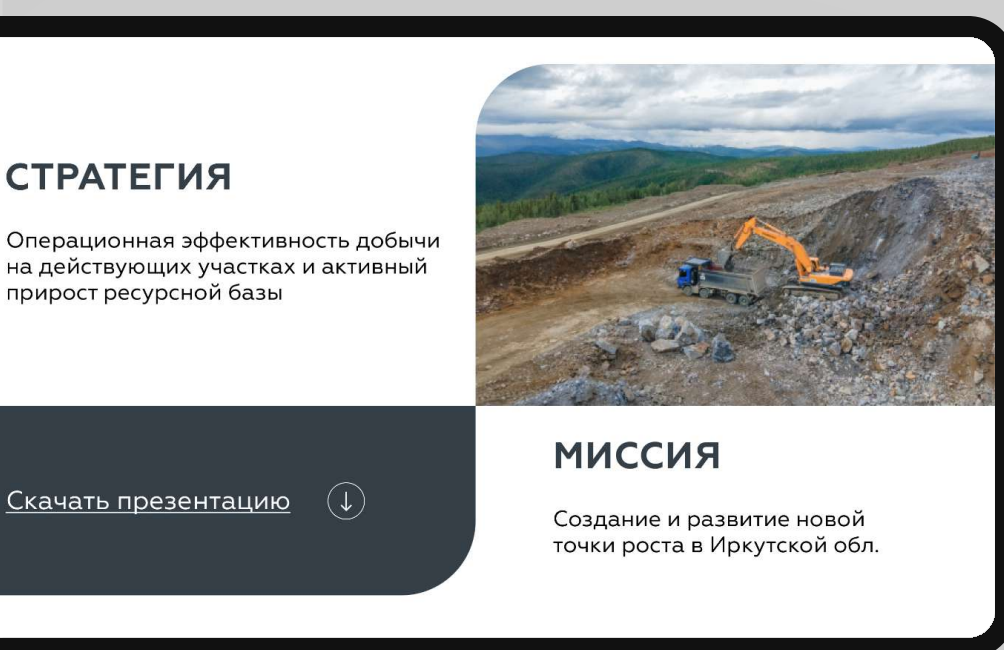 СТРАТЕГИЯ
Операционная эффективность добычи
на действующих участках и активный
прирост ресурсной базы
Скачать презентацию
МИССИЯ
Создание и развитие новой
точки роста в Иркутской обл.